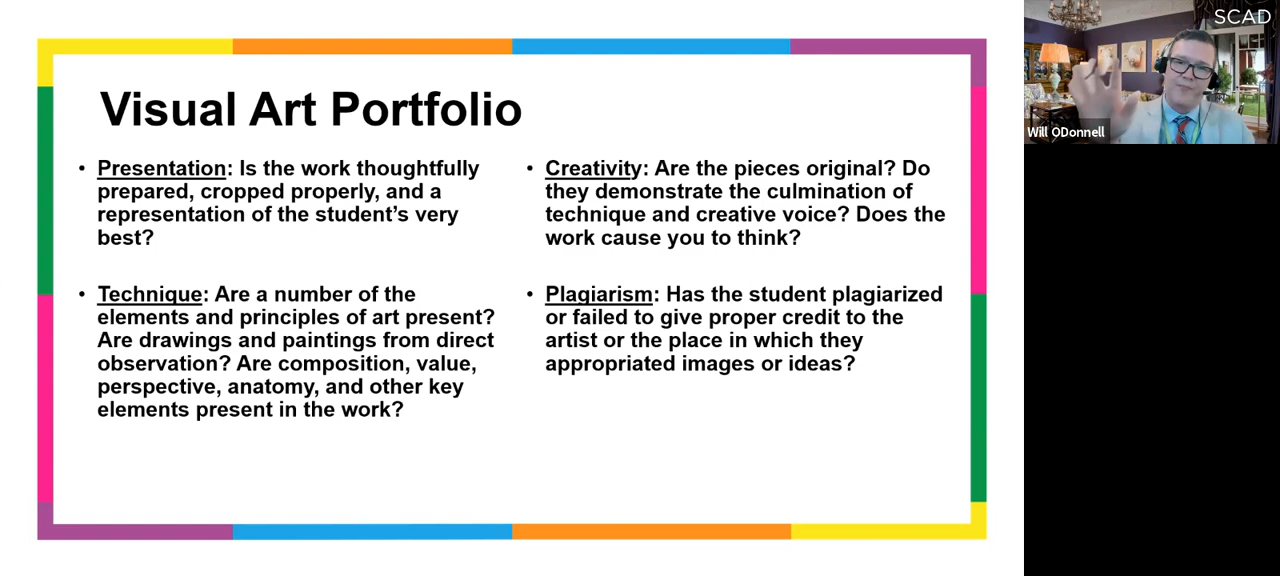 Visual Art Portfolio
• Presentation: Is the work thoughtfully
prepared, cropped properly, and a
representation of the student's very
best?
• Technique: Are a number of the
elements and principles of art present?
Are drawings and paintings from direct
observation? Are composition, value,
perspective, anatomy, and other key
elements present in the work?
• Creativity: Are the pieces original? Do
they demonstrate the culmination of
technique and creative voice? Does the
work cause you to think?
• Plagiarism: Has the student plagiarized
or failed to give proper credit to the
artist or the place in which they
appropriated images or ideas?
SCAD
Will ODonnell